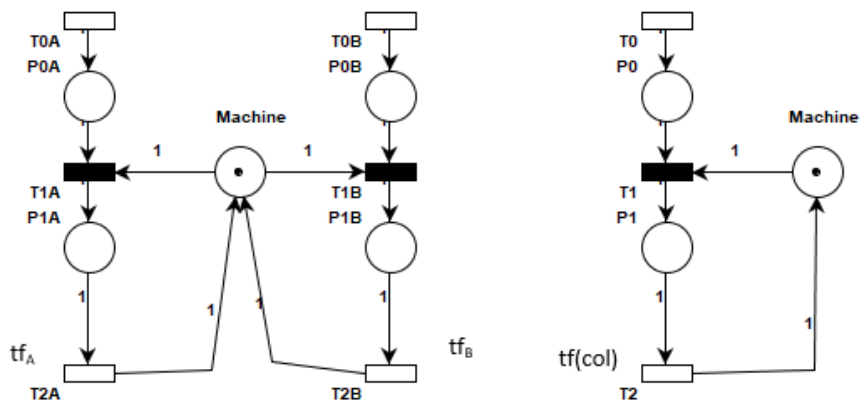 T0A
P0A
T0B
P0B
T0
P0
Machine
Machine
1
1
1
T1A
P1A
T1B
P1B
T1
P1
1
1
1
1
1
1
tfA
tfB
tf(col)
T2A
T2B
T2